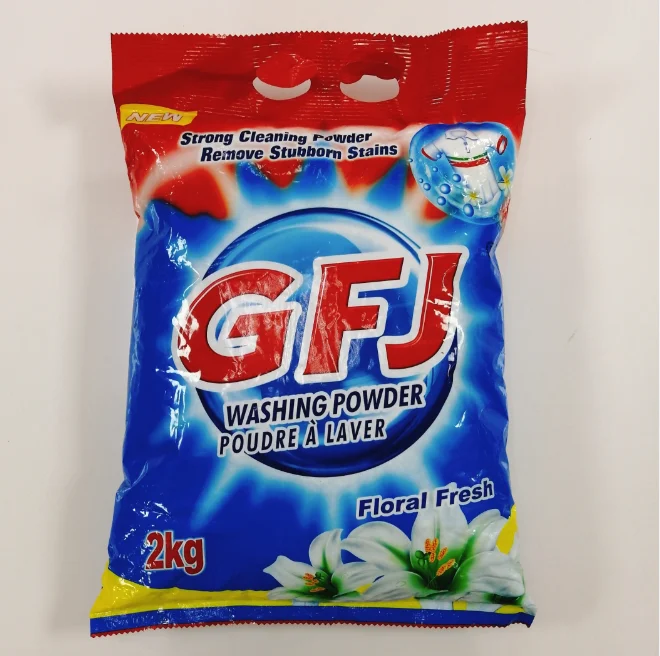 NEW
Strong Cleaning Powder
Remove Stubborn Stains
GFJ
WASHING POWDER
POUDRE À LAVER
Floral Fresh
2kg